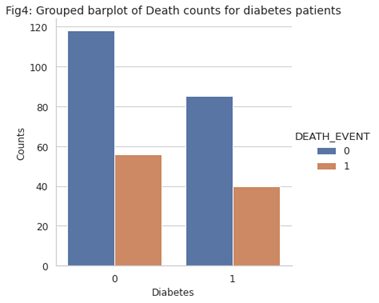 Fig4: Grouped barplot of Death counts for diabetes patients
120
100
80
60
40
20
0
Counts
0 1
Diabetes
DEATH_EVENT
0
1